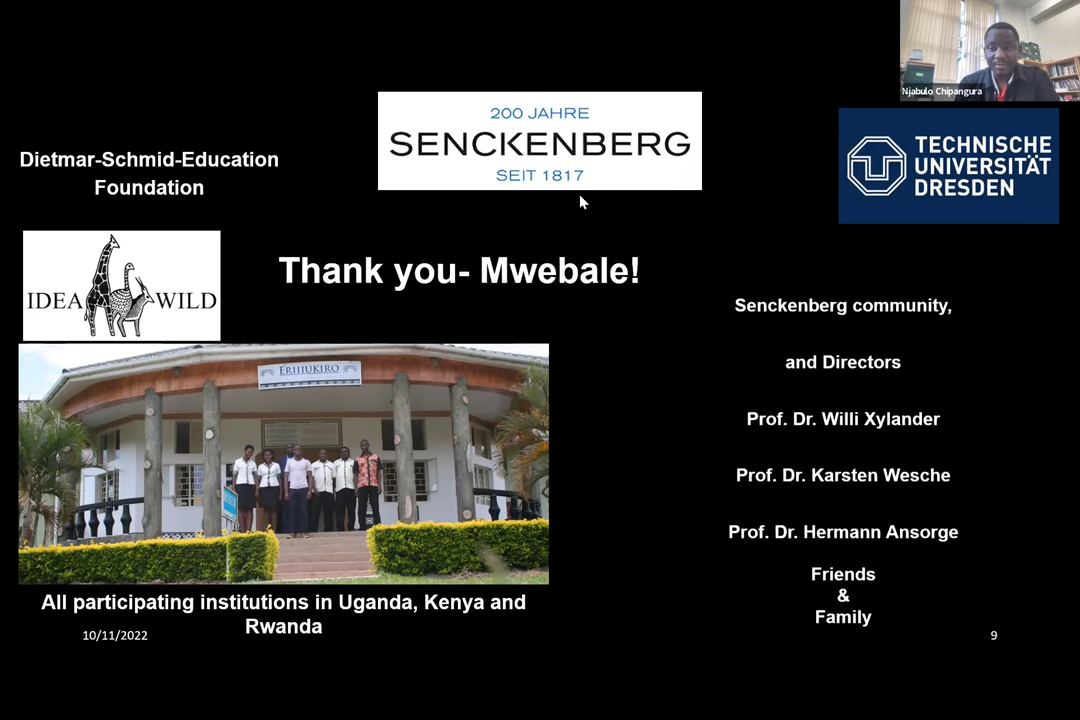 Njabulo Chipangura
200 JAHRE
SENCKENBERG
SEIT 1817
TECHNISCHE
UNIVERSITÄT
DRESDEN
Dietmar-Schmid-Education
Foundation
IDEA WILD
Thank you- Mwebale!
ERIIJUKIRO
All participating institutions in Uganda, Kenya and
Rwanda
Senckenberg community,
and Directors
Prof. Dr. Willi Xylander
Prof. Dr. Karsten Wesche
Prof. Dr. Hermann Ansorge
Friends
&
Family
10/11/2022
9